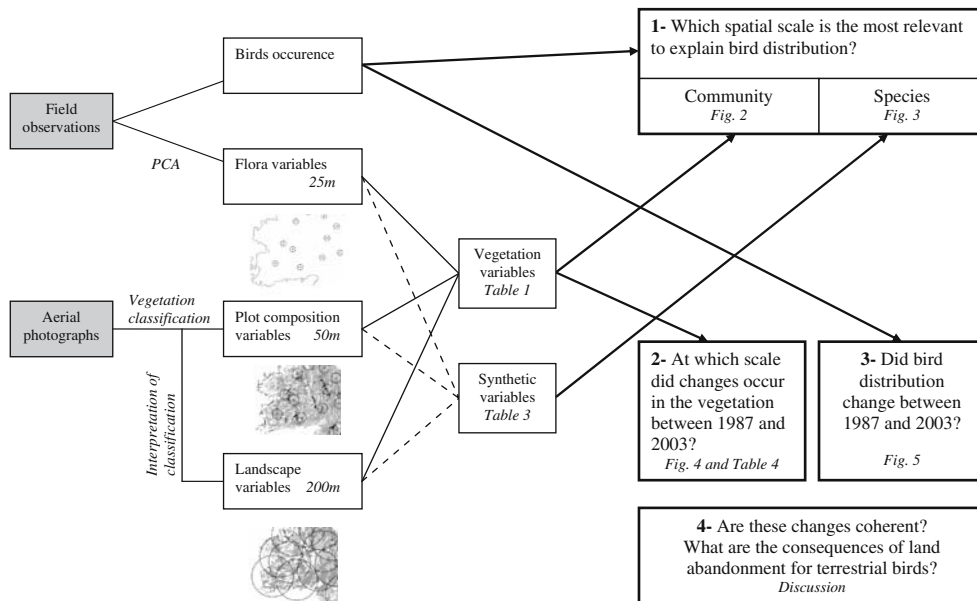 Birds occurence
1- Which spatial scale is the most relevant
to explain bird distribution?
Community
Fig. 2
Species
Fig. 3
Field
observations
PCA
Flora variables
25m
Vegetation
variables
Table 1
Aerial
photographs
Vegetation
classification
Interpretation of
classification
Plot composition
variables 50m
Synthetic
variables
Table 3
Landscape
variables 200m
2- At which scale
did changes occur
in the vegetation
between 1987 and
2003?
Fig. 4 and Table 4
3- Did bird
distribution
change between
1987 and 2003?
Fig. 5
4- Are these changes coherent?
What are the consequences of land
abandonment for terrestrial birds?
Discussion